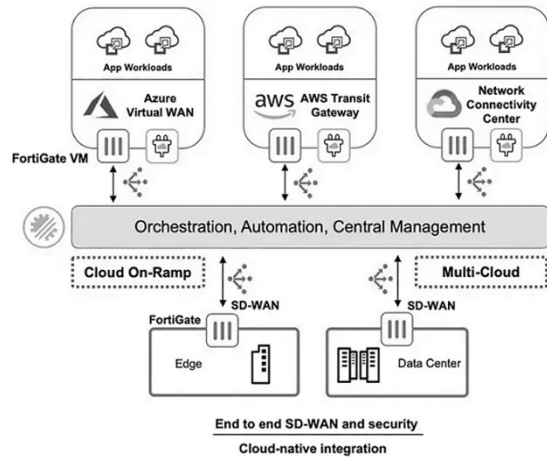 App Workloads
App Workloads
App Workloads
Azure
Virtual WAN
aws
AWS Transit
Gateway
Network
Connectivity
Center
FortiGate VM
Orchestration, Automation, Central Management
Cloud On-Ramp
Multi-Cloud
SD-WAN
SD-WAN
FortiGate
Edge
Data Center
End to end SD-WAN and security
Cloud-native integration